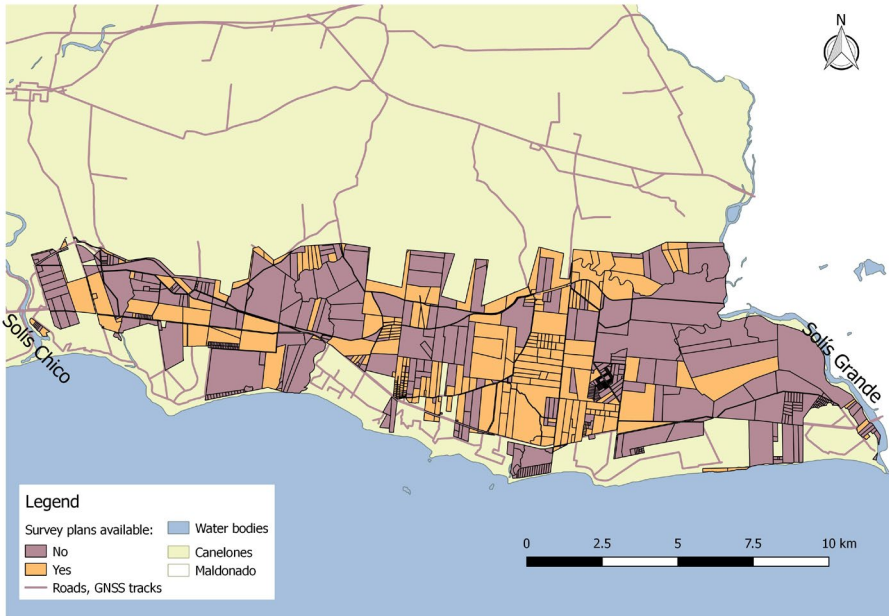 N
Solís Chico
Solís Grande
Legend
Survey plans available:
No
Yes
Roads, GNSS tracks
Water bodies
Canelones
Maldonado
0 2.5 5 7.5 10 km